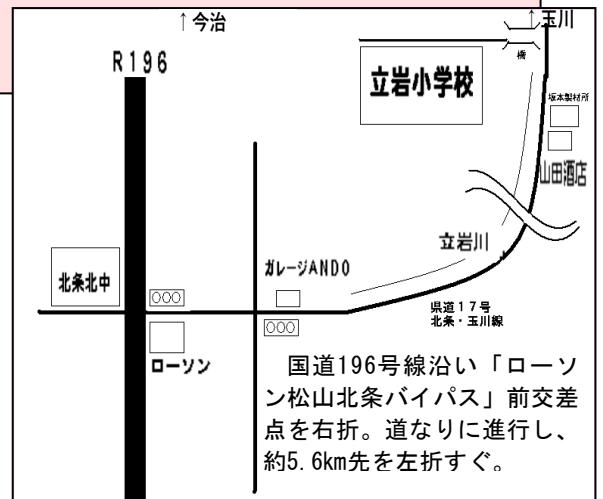 ↑今治
↑玉川
R196
橋
立岩小学校
坂本製材所
山田酒店
立岩川
ガレージANDO
北条北中
県道17号
北条・玉川線
ローソン
国道196号線沿い「ローソ
ン松山北条バイパス」前交差
点を右折。道なりに進行し、
約5.6km先を左折すぐ。